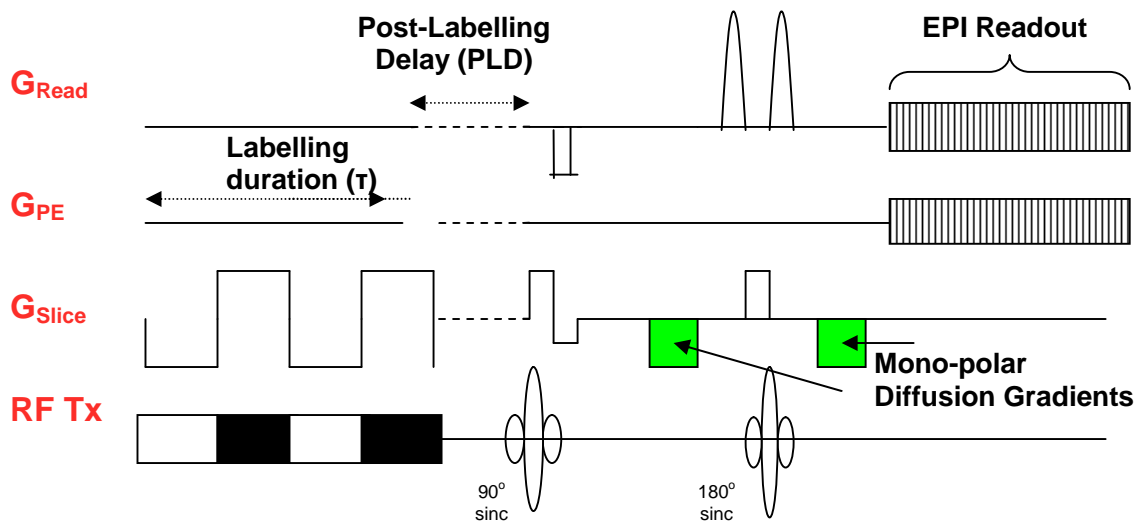 Post-Labelling
Delay (PLD)
EPI Readout
GRead
Labelling
duration (τ)
GPE
GSlice
Mono-polar
Diffusion Gradients
RF Tx
90o
sinc
180o
sinc